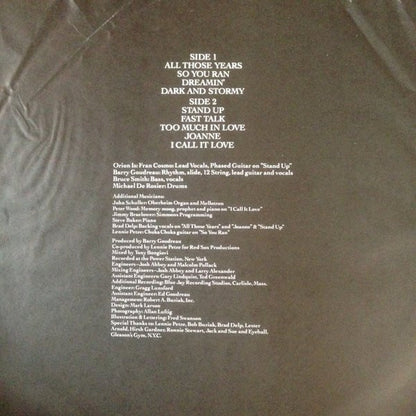 SIDE 1
ALL THOSE YEARS
SO YOU RAN
DREAMIN'
DARK AND STORMY
SIDE 2
STAND UP
FAST TALK
TOO MUCH IN LOVE
JOANNE
I CALL IT LOVE
Orion Is: Fran Cosmo: Lead Vocals, Phased Guitar on "Stand Up"
Barry Goudreau: Rhythm, slide, 12 String, lead guitar and vocals
Bruce Smith: Bass, vocals
Michael De Rosier: Drums
Additional Musicians:
John Schuller: Oberheim Organ and Mellotron
Peter Wood: Memory moog, prophet and piano on "I Call It Love"
Jimmy Braelower: Simmons Programming
Steve Baker: Piano
Brad Delp: Backing vocals on "All Those Years" and "Joanne" & "Stand Up"
Lennie Petze: Chuka Chuka guitar on "So You Ran"
Produced by Barry Goudreau
Co-produced by Lennie Petze for Red Sox Productions
Mixed by Tony Bongiovi
Recorded at the Power Station, New York
Engineers—Josh Abbey and Malcolm Pollack
Mixing Engineers—Josh Abbey and Larry Alexander
Assistant Engineers: Gary Lindquist, Ted Greenwald
Additional Recording: Blue Jay Recording Studios, Carlisle, Mass.
Engineer: Gragg Lunsford
Assistant Engineer: Ed Goudreau
Management: Robert A. Buziak, Inc.
Design: Mark Larson
Photography: Allan Luftig
Illustration & Lettering: Fred Swanson
Special Thanks to: Lennie Petze, Bob Buziak, Brad Delp, Lester
Arnold, Hirsh Gardner, Ronnie Stewart, Jack and Sue and Eyeball,
Gleason's Gym, N.Y.C.